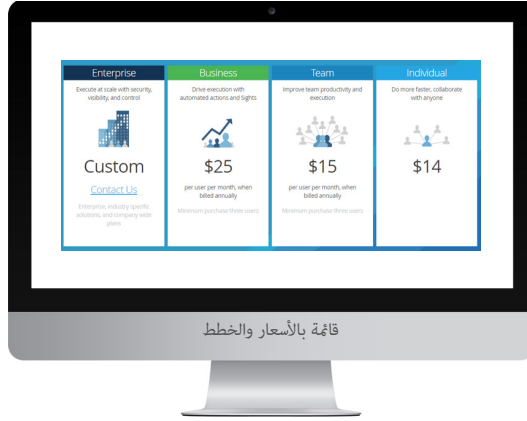 Enterprise
Execute at scale with security,
visibility, and control
Custom
Contact Us
Enterprise, industry specific
solutions, and company wide
plans
Business
Drive execution with
automated actions and Sights
$25
per user per month, when
billed annually
Minimum purchase three users
Team
Improve team productivity and
execution
$15
per user per month, when
billed annually
Minimum purchase three users
Individual
Do more faster, collaborate
with anyone
$14
قائمة بالأسعار والخطط